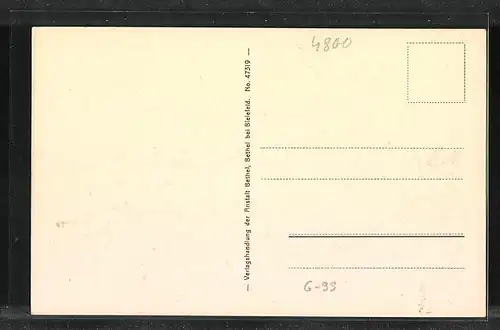 4800
— Verlagshandlung der Anstalt Bethel, Bethel bei Bielefeld. No. 47319 —
G-93